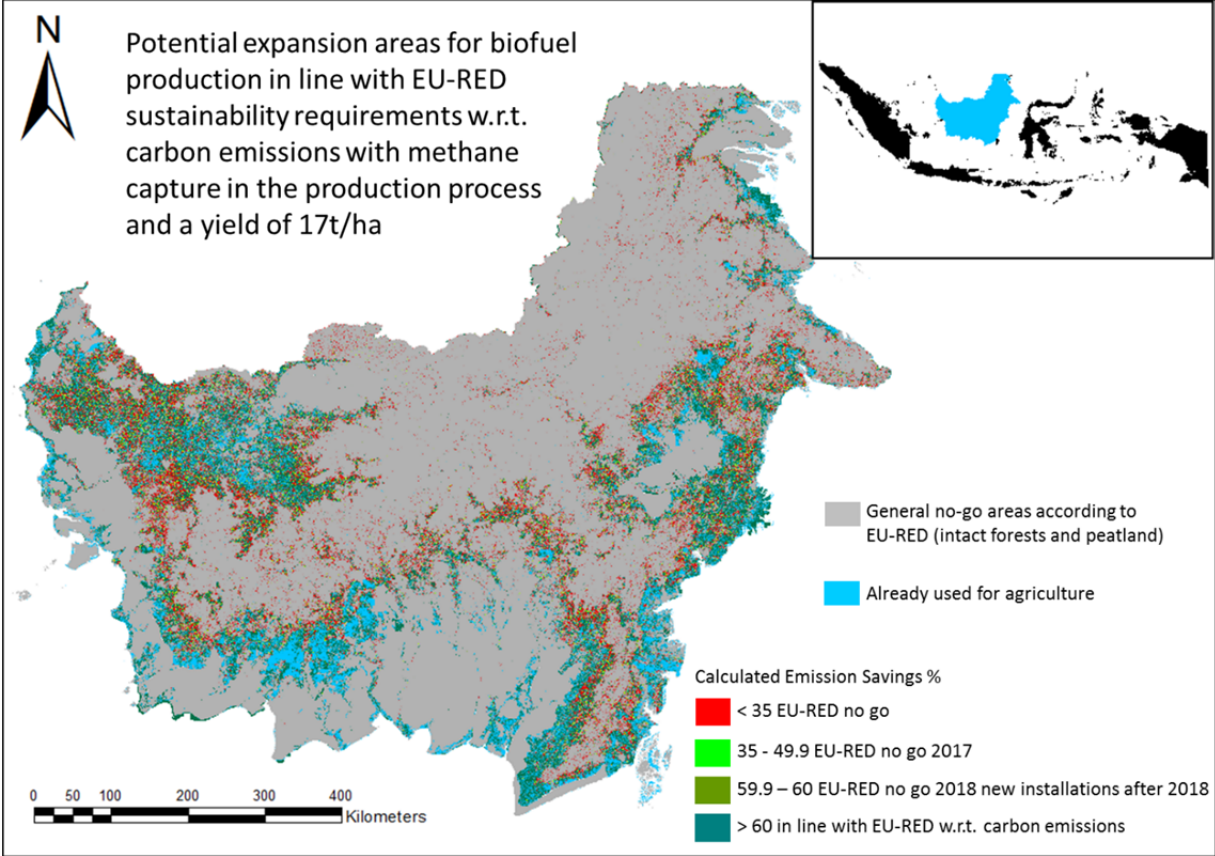 N
Potential expansion areas for biofuel
production in line with EU-RED
sustainability requirements w.r.t.
carbon emissions with methane
capture in the production process
and a yield of 17t/ha
General no-go areas according to
EU-RED (intact forests and peatland)
Already used for agriculture
Calculated Emission Savings %
< 35 EU-RED no go
35 - 49.9 EU-RED no go 2017
59.9 – 60 EU-RED no go 2018 new installations after 2018
> 60 in line with EU-RED w.r.t. carbon emissions
0 50 100 200 300 400
Kilometers